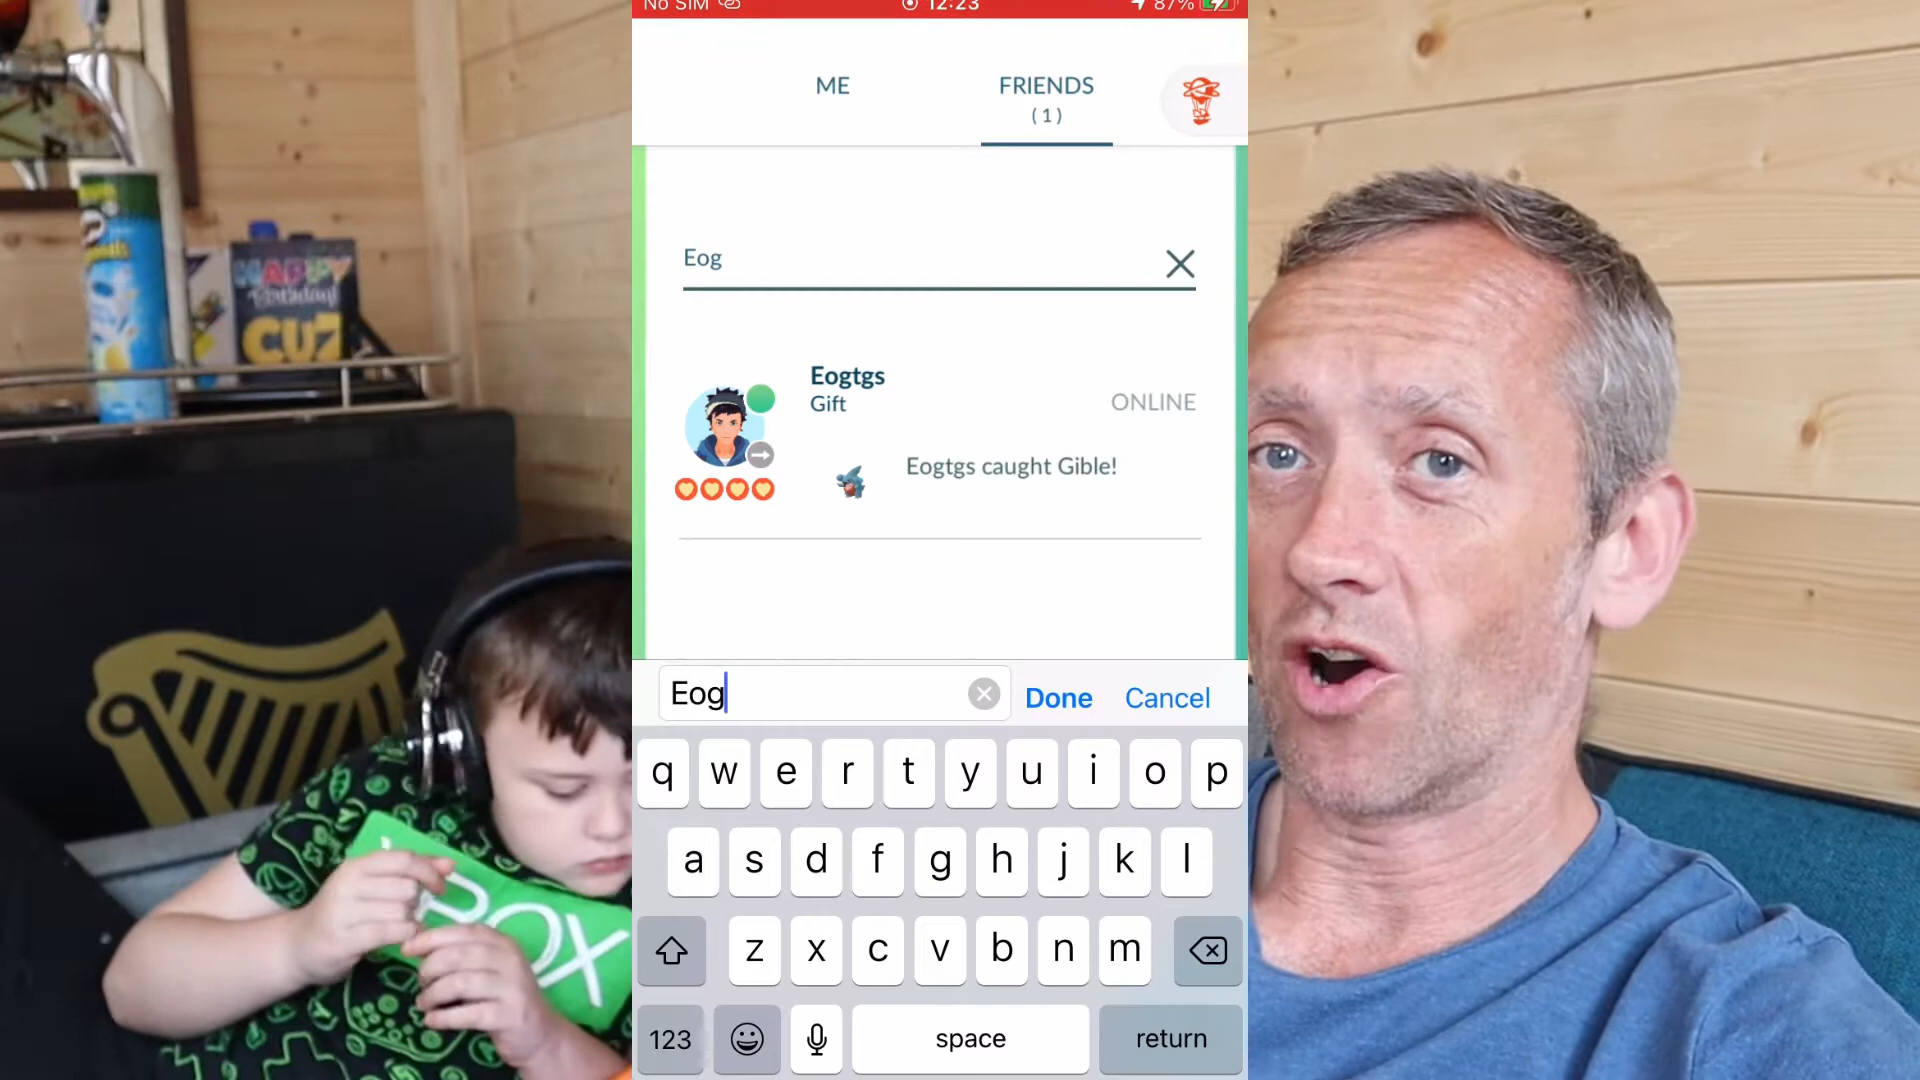 No SIM
12:23
87%
ME
FRIENDS
(1)
Eog
Eogtgs
Gift
ONLINE
Eogtgs caught Gible!
Eog
Done
Cancel
q w e r t y u i o p
a s d f g h j k l
z x c v b n m
123
space
return
HAPPY
Birthday!
CUZ
BOX